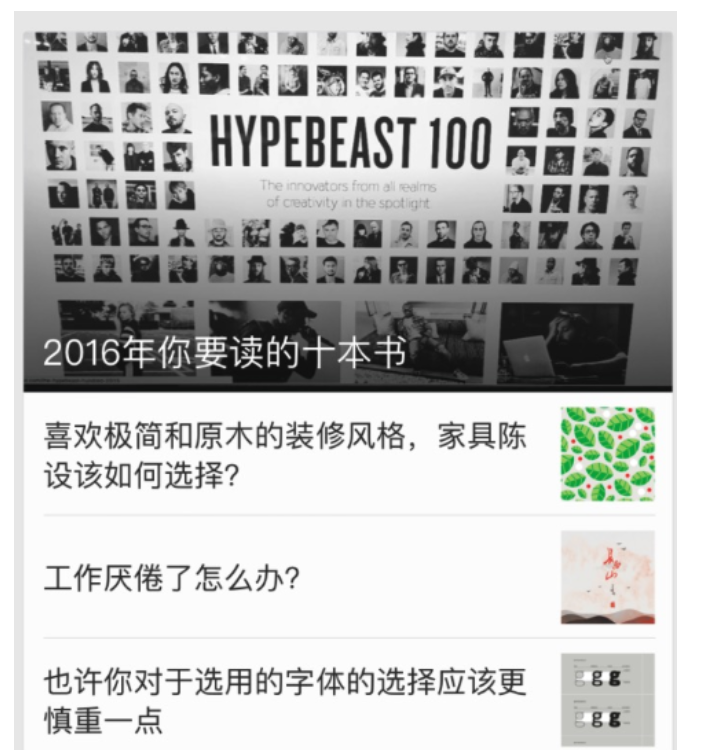 HYPEBEAST 100
The innovators from all realms
of creativity in the spotlight
2016年你要读的十本书
喜欢极简和原木的装修风格，家具陈
设该如何选择？
工作厌倦了怎么办？
也许你对于选用的字体的选择应该更
慎重一点
ggg
ggg